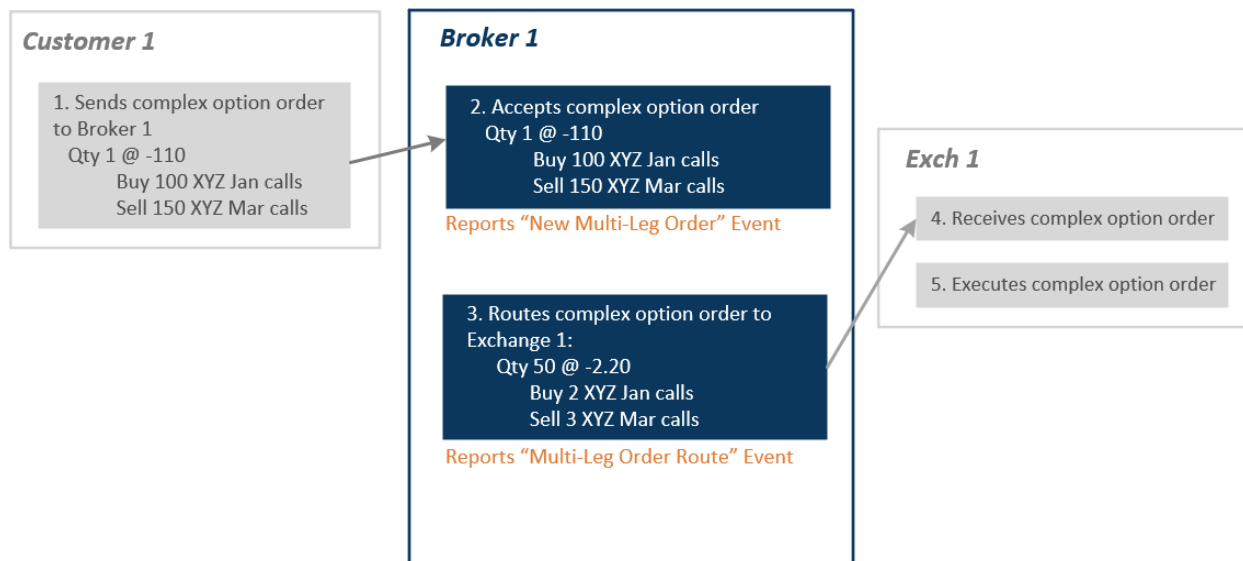 Customer 1
1. Sends complex option order
to Broker 1
Qty 1 @ -110
Buy 100 XYZ Jan calls
Sell 150 XYZ Mar calls
Broker 1
2. Accepts complex option order
Qty 1 @ -110
Buy 100 XYZ Jan calls
Sell 150 XYZ Mar calls
Reports “New Multi-Leg Order” Event
3. Routes complex option order to
Exchange 1:
Qty 50 @ -2.20
Buy 2 XYZ Jan calls
Sell 3 XYZ Mar calls
Reports “Multi-Leg Order Route” Event
Exch 1
4. Receives complex option order
5. Executes complex option order